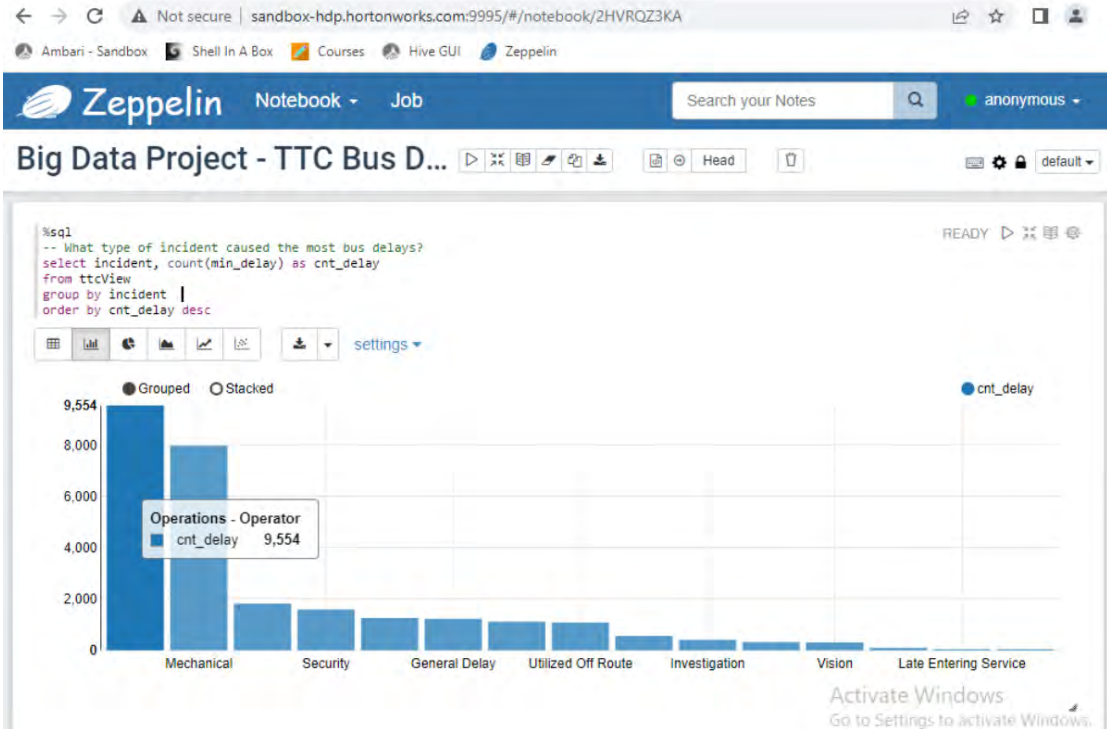 Not secure | sandbox-hdp.hortonworks.com:9995/#/notebook/2HVRQZ3KA
Ambari - Sandbox Shell In A Box Courses Hive GUI Zeppelin
Zeppelin Notebook Job Search your Notes anonymous
Big Data Project - TTC Bus D... Head default
%sql READY
-- What type of incident caused the most bus delays?
select incident, count(min_delay) as cnt_delay
from ttcView
group by incident
order by cnt_delay desc
settings
Grouped Stacked cnt_delay
9,554
8,000
6,000
Operations - Operator
cnt_delay 9,554
4,000
2,000
0
Mechanical Security General Delay Utilized Off Route Investigation Vision Late Entering Service
Activate Windows
Go to Settings to activate Windows.